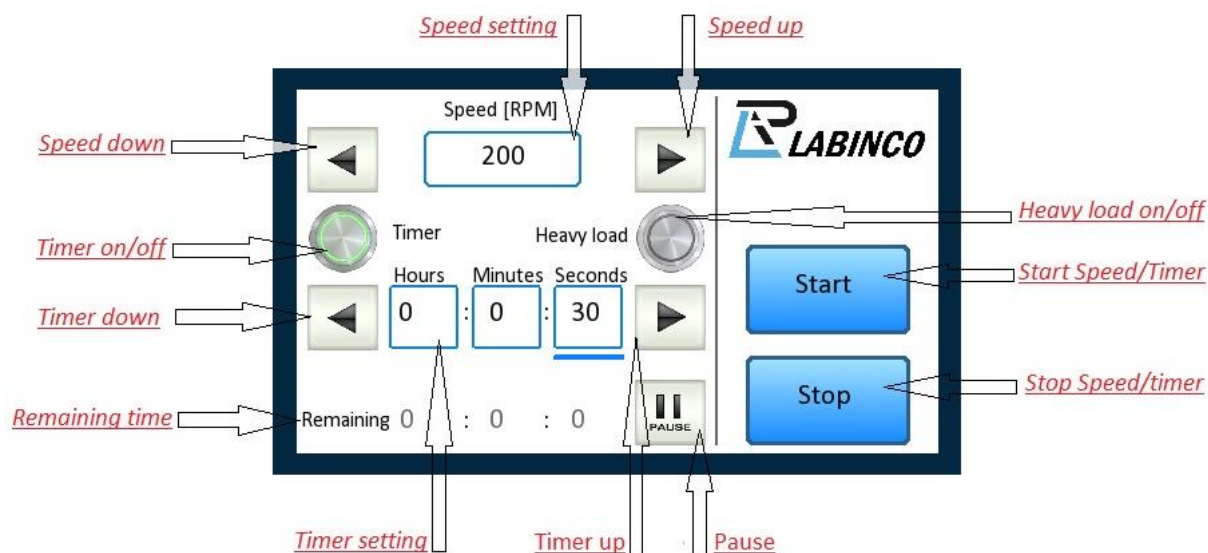 Speed setting
Speed up
Speed [RPM]
200
LABINCO
Speed down
Timer
Heavy load
Heavy load on/off
Timer on/off
Hours Minutes Seconds
Start
Start Speed/Timer
Timer down
0 : 0 : 30
Stop
Stop Speed/timer
Remaining time
Remaining 0 : 0 : 0
PAUSE
Timer setting
Timer up
Pause